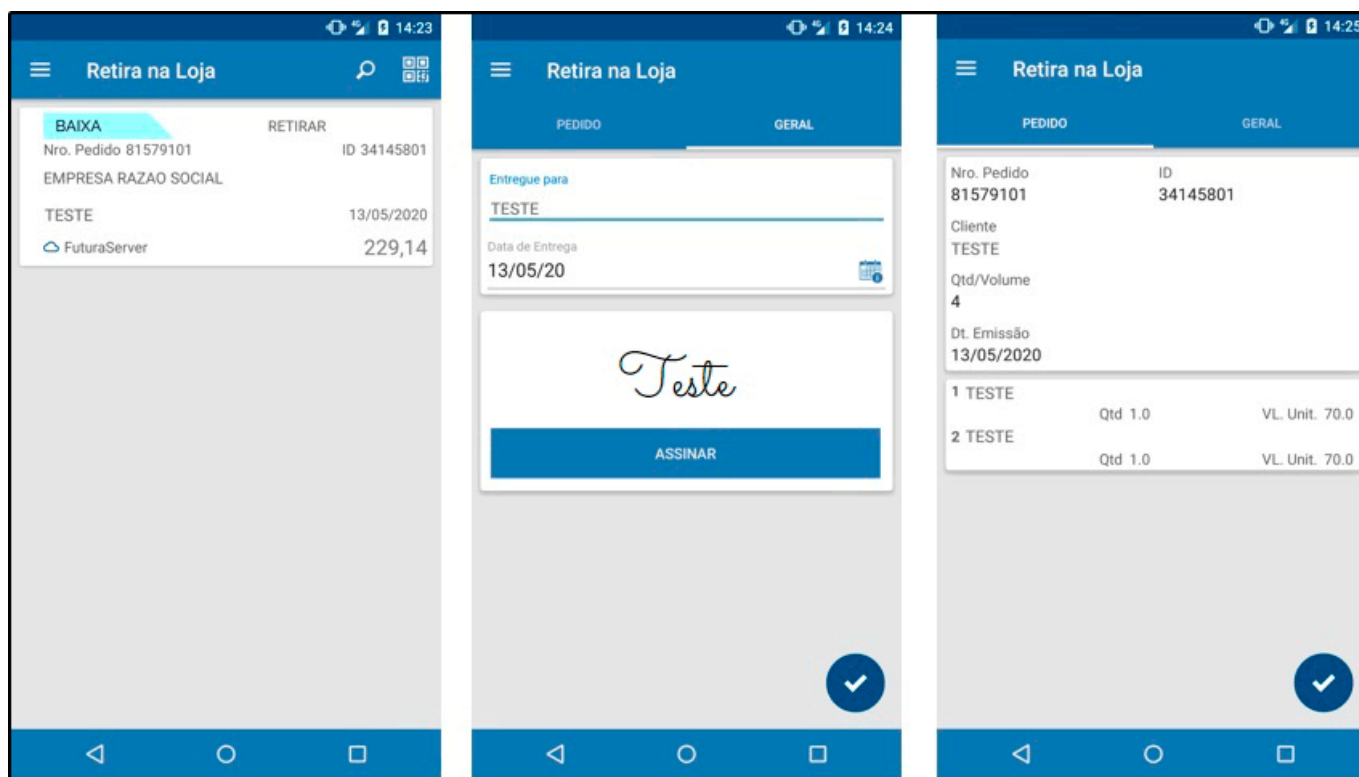 14:23
Retira na Loja
BAIXA RETIRAR
Nro. Pedido 81579101 ID 34145801
EMPRESA RAZAO SOCIAL
TESTE 13/05/2020
FuturaServer 229,14
4G 14:24
Retira na Loja
PEDIDO GERAL
Entregue para
TESTE
Data de Entrega
13/05/20
Teste
ASSINAR
14:25
Retira na Loja
PEDIDO GERAL
Nro. Pedido ID
81579101 34145801
Cliente
TESTE
Qtd/Volume
4
Dt. Emissão
13/05/2020
1 TESTE
Qtd 1.0 VL. Unit. 70.0
2 TESTE
Qtd 1.0 VL. Unit. 70.0